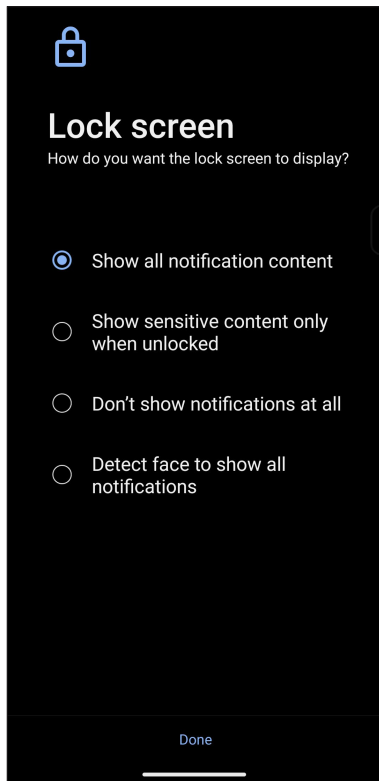 Lock screen
How do you want the lock screen to display?
Show all notification content
Show sensitive content only
when unlocked
Don’t show notifications at all
Detect face to show all
notifications
Done